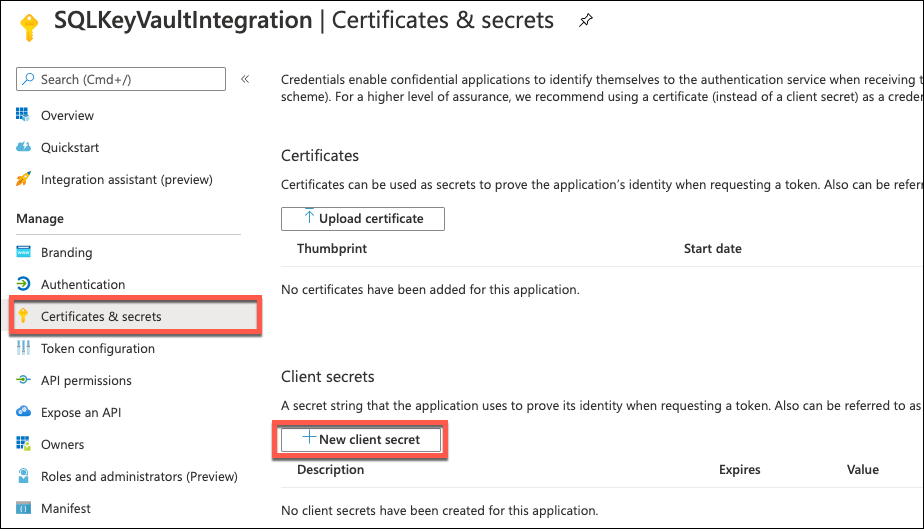 SQLKeyVaultIntegration | Certificates & secrets
Search (Cmd+/)
«
Overview
Quickstart
Integration assistant (preview)
Manage
Branding
Authentication
Certificates & secrets
Token configuration
API permissions
Expose an API
Owners
Roles and administrators (Preview)
Manifest
Credentials enable confidential applications to identify themselves to the authentication service when receiving t
scheme). For a higher level of assurance, we recommend using a certificate (instead of a client secret) as a crede
Certificates
Certificates can be used as secrets to prove the application's identity when requesting a token. Also can be referr
Upload certificate
Thumbprint Start date
No certificates have been added for this application.
Client secrets
A secret string that the application uses to prove its identity when requesting a token. Also can be referred to as
New client secret
Description Expires Value
No client secrets have been created for this application.